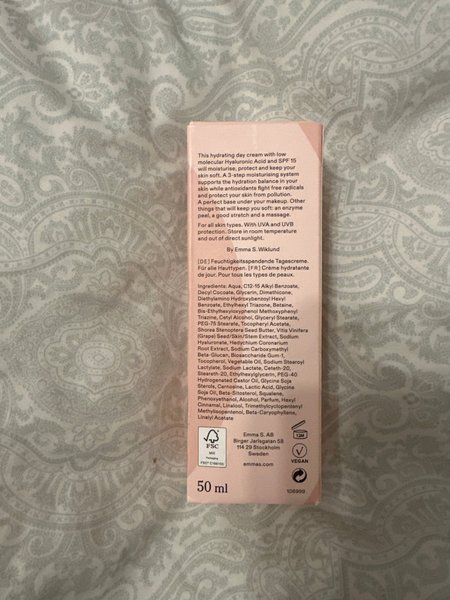 This hydrating day cream with low
molecular Hyaluronic Acid and SPF 15
will moisturise, protect and keep your
skin soft. A 3-step moisturising system
supports the hydration balance in your
skin while antioxidants fight free radicals
and protect your skin from pollution.
A perfect base under your makeup. Other
things that will keep you soft: an enzyme
peel, a good stretch and a massage.
For all skin types. With UVA and UVB
protection. Store in room temperature
and out of direct sunlight.
By Emma S. Wiklund
[DE] Feuchtigkeitsspendende Tagescreme.
Für alle Hauttypen. [FR] Crème hydratante
de jour. Pour tous les types de peaux.
Ingredients: Aqua, C12-15 Alkyl Benzoate,
Decyl Cocoate, Glycerin, Dimethicone,
Diethylamino Hydroxybenzoyl Hexyl
Benzoate, Ethylhexyl Triazone, Betaine,
Bis-Ethylhexyloxyphenol Methoxyphenyl
Triazine, Cetyl Alcohol, Glyceryl Stearate,
PEG-75 Stearate, Tocopheryl Acetate,
Shorea Stenoptera Seed Butter, Vitis Vinifera
(Grape) Seed/Skin/Stem Extract, Sodium
Hyaluronate, Hedychium Coronarium
Root Extract, Sodium Carboxymethyl
Beta-Glucan, Biosaccharide Gum-1,
Tocopherol, Vegetable Oil, Sodium Stearoyl
Lactylate, Sodium Lactate, Ceteth-20,
Steareth-20, Ethylhexylglycerin, PEG-40
Hydrogenated Castor Oil, Glycine Soja
Sterols, Carnosine, Lactic Acid, Glycine
Soja Oil, Beta-Sitosterol, Squalene,
Phenoxyethanol, Alcohol, Parfum, Hexyl
Cinnamal, Linalool, Trimethylcyclopentenyl
Methylisopentenol, Beta-Caryophyllene,
Linalyl Acetate
FSC
MIX
Packaging
Emma S. AB
Birger Jarlsgatan 58
114 29 Stockholm
Sweden
emmas.com
12M
VEGAN
50 ml
106999